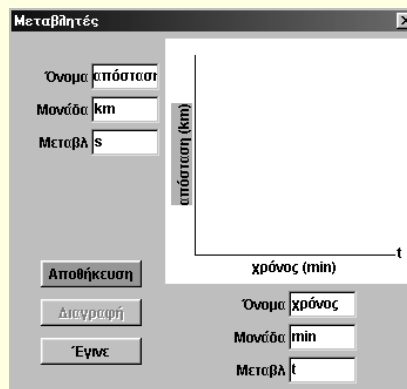 Μεταβλητές
Όνομα απόσταση
Μονάδα km
Μεταβλ s
απόσταση (km)
t
χρόνος (min)
Αποθήκευση
Διαγραφή
Έγινε
Όνομα χρόνος
Μονάδα min
Μεταβλ t